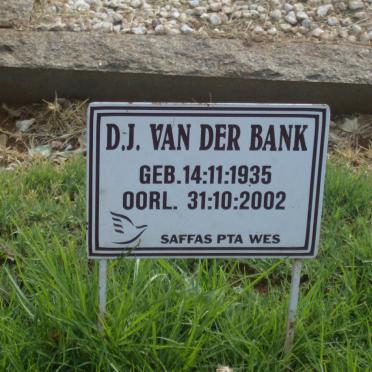 D.J. VAN DER BANK
GEB.14:11:1935
OORL. 31:10:2002
SAFFAS PTA WES